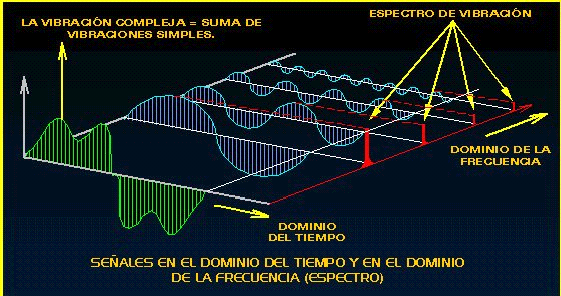 LA VIBRACIÓN COMPLEJA = SUMA DE
VIBRACIONES SIMPLES.
ESPECTRO DE VIBRACIÓN
DOMINIO DE LA
FRECUENCIA
DOMINIO
DEL TIEMPO
SEÑALES EN EL DOMINIO DEL TIEMPO Y EN EL DOMINIO
DE LA FRECUENCIA (ESPECTRO)